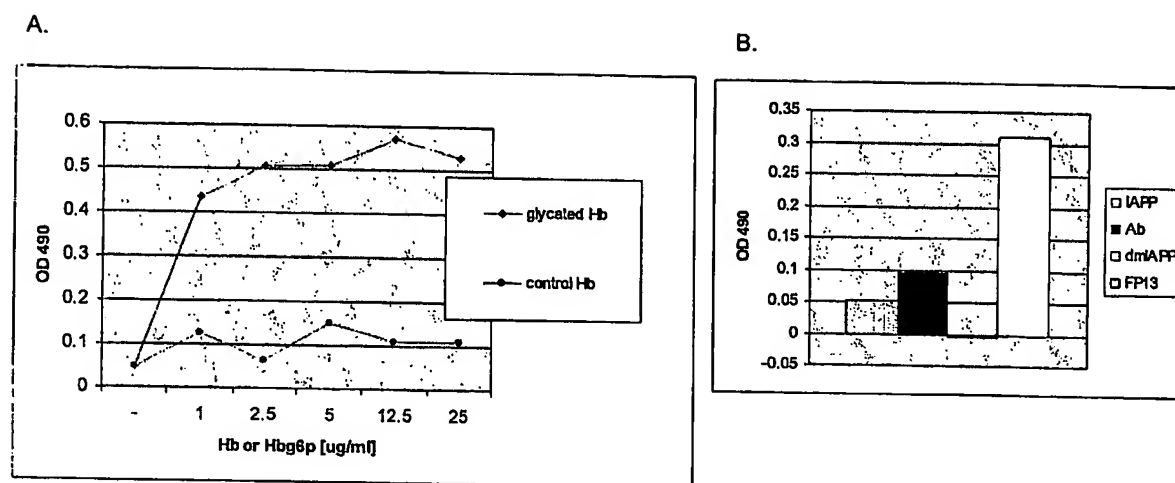 A.
0.6
0.5
0.4
0.3
0.2
0.1
0
OD 490
- 1 2.5 5 12.5 25
Hb or Hbg6p [ug/ml]
glycated Hb
control Hb
B.
0.35
0.3
0.25
0.2
0.15
0.1
0.05
0
-0.05
OD 490
IAPP
Ab
dmIAPP
FP13